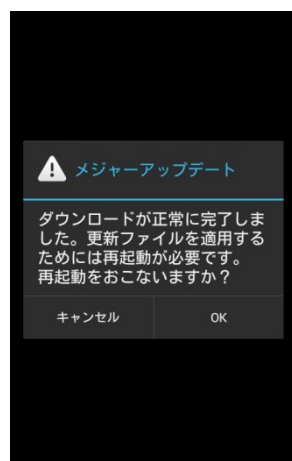 メジャーアップデート
ダウンロードが正常に完了しま
した。更新ファイルを適用する
ためには再起動が必要です。
再起動をおこないますか？
キャンセル
OK